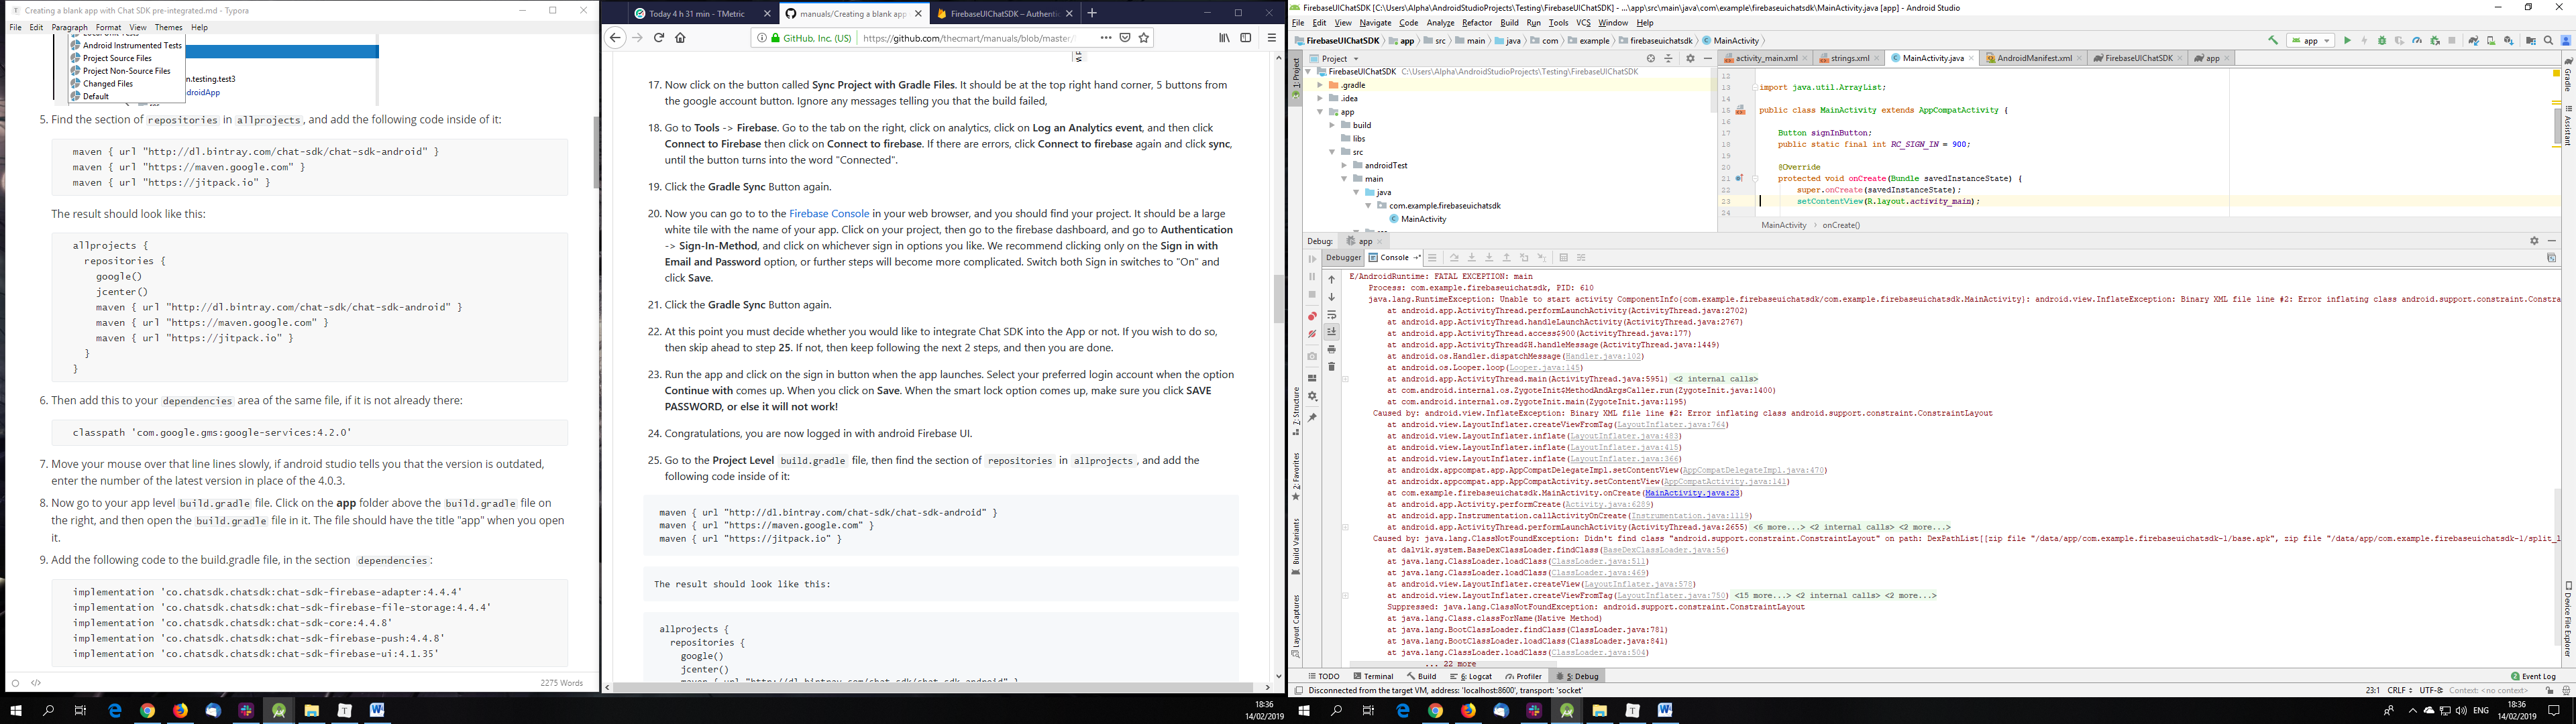 Creating a blank app with Chat SDK pre-integrated.md - Typora
File Edit Paragraph Format View Themes Help
Android Instrumented Tests
Project Source Files
Project Non-Source Files
Changed Files
Default
n.testing.test3
droidApp
5. Find the section of repositories in allprojects, and add the following code inside of it:
maven { url "http://dl.bintray.com/chat-sdk/chat-sdk-android" }
maven { url "https://maven.google.com" }
maven { url "https://jitpack.io" }
The result should look like this:
allprojects {
repositories {
google()
jcenter()
maven { url "http://dl.bintray.com/chat-sdk/chat-sdk-android" }
maven { url "https://maven.google.com" }
maven { url "https://jitpack.io" }
}
}
6. Then add this to your dependencies area of the same file, if it is not already there:
classpath 'com.google.gms:google-services:4.2.0'
7. Move your mouse over that line lines slowly, if android studio tells you that the version is outdated,
enter the number of the latest version in place of the 4.0.3.
8. Now go to your app level build.gradle file. Click on the app folder above the build.gradle file on
the right, and then open the build.gradle file in it. The file should have the title "app" when you open
it.
9. Add the following code to the build.gradle file, in the section dependencies:
implementation 'co.chatsdk.chatsdk:chat-sdk-firebase-adapter:4.4.4'
implementation 'co.chatsdk.chatsdk:chat-sdk-firebase-file-storage:4.4.4'
implementation 'co.chatsdk.chatsdk:chat-sdk-core:4.4.8'
implementation 'co.chatsdk.chatsdk:chat-sdk-firebase-push:4.4.8'
implementation 'co.chatsdk.chatsdk:chat-sdk-firebase-ui:4.1.35'
2275 Words
Today 4 h 31 min - TMetric
manuals/Creating a blank app
FirebaseUIChatSDK – Authenti
GitHub, Inc. (US)
https://github.com/thecmart/manuals/blob/master/
17. Now click on the button called Sync Project with Gradle Files. It should be at the top right hand corner, 5 buttons from
the google account button. Ignore any messages telling you that the build failed,
18. Go to Tools -> Firebase. Go to the tab on the right, click on analytics, click on Log an Analytics event, and then click
Connect to Firebase then click on Connect to firebase. If there are errors, click Connect to firebase again and click sync,
until the button turns into the word "Connected".
19. Click the Gradle Sync Button again.
20. Now you can go to to the Firebase Console in your web browser, and you should find your project. It should be a large
white tile with the name of your app. Click on your project, then go to the firebase dashboard, and go to Authentication
-> Sign-In-Method, and click on whichever sign in options you like. We recommend clicking only on the Sign in with
Email and Password option, or further steps will become more complicated. Switch both Sign in switches to "On" and
click Save.
21. Click the Gradle Sync Button again.
22. At this point you must decide whether you would like to integrate Chat SDK into the App or not. If you wish to do so,
then skip ahead to step 25. If not, then keep following the next 2 steps, and then you are done.
23. Run the app and click on the sign in button when the app launches. Select your preferred login account when the option
Continue with comes up. When you click on Save. When the smart lock option comes up, make sure you click SAVE
PASSWORD, or else it will not work!
24. Congratulations, you are now logged in with android Firebase UI.
25. Go to the Project Level build.gradle file, then find the section of repositories in allprojects, and add the
following code inside of it:
maven { url "http://dl.bintray.com/chat-sdk/chat-sdk-android" }
maven { url "https://maven.google.com" }
maven { url "https://jitpack.io" }
The result should look like this:
allprojects {
repositories {
google()
jcenter()
18:36
14/02/2019
FirebaseUIChatSDK [C:\Users\Alpha\AndroidStudioProjects\Testing\FirebaseUIChatSDK] - ...\app\src\main\java\com\example\firebaseuichatsdk\MainActivity.java [app] - Android Studio
File Edit View Navigate Code Analyze Refactor Build Run Tools VCS Window Help
FirebaseUIChatSDK app src main java com example firebaseuichatsdk MainActivity
app
Project
activity_main.xml strings.xml MainActivity.java AndroidManifest.xml FirebaseUIChatSDK app
FirebaseUIChatSDK C:\Users\Alpha\AndroidStudioProjects\Testing\FirebaseUIChatSDK
.gradle
.idea
app
build
libs
src
androidTest
main
java
com.example.firebaseuichatsdk
MainActivity
12
13 import java.util.ArrayList;
14
15 public class MainActivity extends AppCompatActivity {
16
17 Button signInButton;
18 public static final int RC_SIGN_IN = 900;
19
20 @Override
21 protected void onCreate(Bundle savedInstanceState) {
22 super.onCreate(savedInstanceState);
23 setContentView(R.layout.activity_main);
24
MainActivity onCreate()
Debug: app
Debugger Console
E/AndroidRuntime: FATAL EXCEPTION: main
Process: com.example.firebaseuichatsdk, PID: 610
java.lang.RuntimeException: Unable to start activity ComponentInfo{com.example.firebaseuichatsdk/com.example.firebaseuichatsdk.MainActivity}: android.view.InflateException: Binary XML file line #2: Error inflating class android.support.constraint.Constra
at android.app.ActivityThread.performLaunchActivity(ActivityThread.java:2702)
at android.app.ActivityThread.handleLaunchActivity(ActivityThread.java:2767)
at android.app.ActivityThread.access$900(ActivityThread.java:177)
at android.app.ActivityThread$H.handleMessage(ActivityThread.java:1449)
at android.os.Handler.dispatchMessage(Handler.java:102)
at android.os.Looper.loop(Looper.java:145)
at android.app.ActivityThread.main(ActivityThread.java:5951) <2 internal calls>
at com.android.internal.os.ZygoteInit$MethodAndArgsCaller.run(ZygoteInit.java:1400)
at com.android.internal.os.ZygoteInit.main(ZygoteInit.java:1195)
Caused by: android.view.InflateException: Binary XML file line #2: Error inflating class android.support.constraint.ConstraintLayout
at android.view.LayoutInflater.createViewFromTag(LayoutInflater.java:764)
at android.view.LayoutInflater.inflate(LayoutInflater.java:483)
at android.view.LayoutInflater.inflate(LayoutInflater.java:415)
at android.view.LayoutInflater.inflate(LayoutInflater.java:366)
at androidx.appcompat.app.AppCompatDelegateImpl.setContentView(AppCompatDelegateImpl.java:470)
at androidx.appcompat.app.AppCompatActivity.setContentView(AppCompatActivity.java:141)
at com.example.firebaseuichatsdk.MainActivity.onCreate(MainActivity.java:23)
at android.app.Activity.performCreate(Activity.java:6289)
at android.app.Instrumentation.callActivityOnCreate(Instrumentation.java:1119)
at android.app.ActivityThread.performLaunchActivity(ActivityThread.java:2655) <6 more...> <2 internal calls> <2 more...>
Caused by: java.lang.ClassNotFoundException: Didn't find class "android.support.constraint.ConstraintLayout" on path: DexPathList[[zip file "/data/app/com.example.firebaseuichatsdk-1/base.apk", zip file "/data/app/com.example.firebaseuichatsdk-1/split_l
at dalvik.system.BaseDexClassLoader.findClass(BaseDexClassLoader.java:56)
at java.lang.ClassLoader.loadClass(ClassLoader.java:511)
at java.lang.ClassLoader.loadClass(ClassLoader.java:469)
at android.view.LayoutInflater.createView(LayoutInflater.java:578)
at android.view.LayoutInflater.createViewFromTag(LayoutInflater.java:750) <15 more...> <2 internal calls> <2 more...>
Suppressed: java.lang.ClassNotFoundException: android.support.constraint.ConstraintLayout
at java.lang.Class.classForName(Native Method)
at java.lang.BootClassLoader.findClass(ClassLoader.java:781)
at java.lang.BootClassLoader.loadClass(ClassLoader.java:841)
at java.lang.ClassLoader.loadClass(ClassLoader.java:504)
... 22 more
1: Project
7: Structure
2: Favorites
Build Variants
Layout Captures
Gradle
Assistant
Device File Explorer
TODO Terminal Build 6: Logcat Profiler 5: Debug Event Log
Disconnected from the target VM, address: 'localhost:8600', transport: 'socket'
23:1 CRLF UTF-8 Context: <no context>
ENG
18:36
14/02/2019